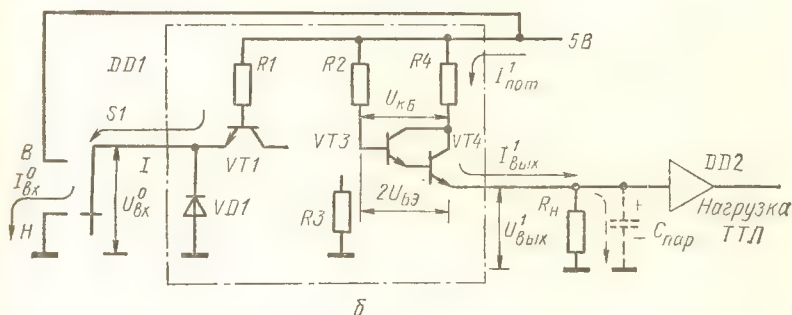 5В
DD1
R1
R2
R4
I¹пот
Uкб
S1
В
I
VT1
VT3
VT4
I¹вых
DD2
I⁰вх
U⁰вх
VD1
R3
2Uбэ
U¹вых
Rн
+
−
Cпар
Нагрузка
ТТЛ
Н
б